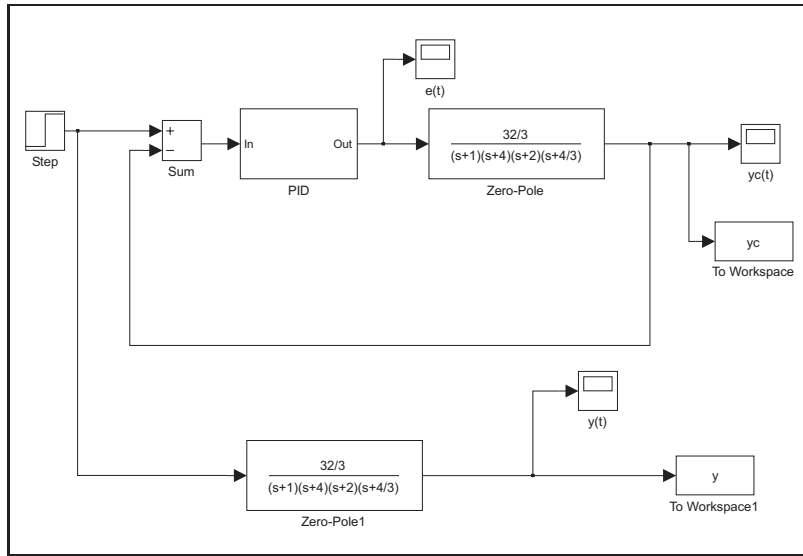 e(t)
Step
+
−
Sum
In
Out
PID
32/3
(s+1)(s+4)(s+2)(s+4/3)
Zero-Pole
yc(t)
yc
To Workspace
y(t)
32/3
(s+1)(s+4)(s+2)(s+4/3)
Zero-Pole1
y
To Workspace1